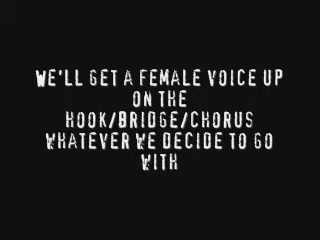 WE'LL GET A FEMALE VOICE UP
ON THE
HOOK/BRIDGE/CHORUS
WHATEVER WE DECIDE TO GO
WITH